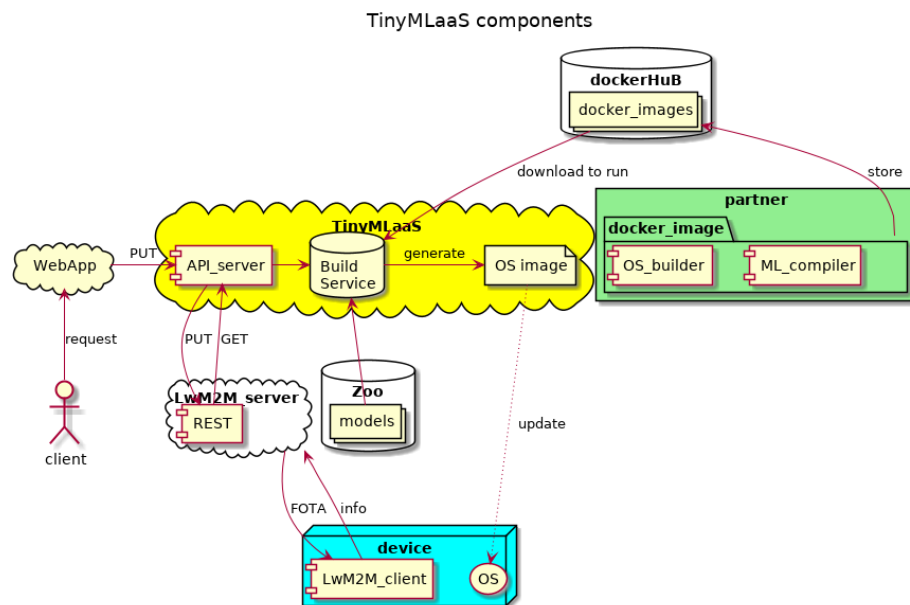 TinyMLaaS components
dockerHuB
docker_images
download to run
store
partner
docker_image
OS_builder
ML_compiler
TinyMLaaS
WebApp
PUT
API_server
Build
Service
generate
OS image
request
PUT
GET
LwM2M_server
REST
Zoo
models
update
client
FOTA
info
device
LwM2M_client
OS